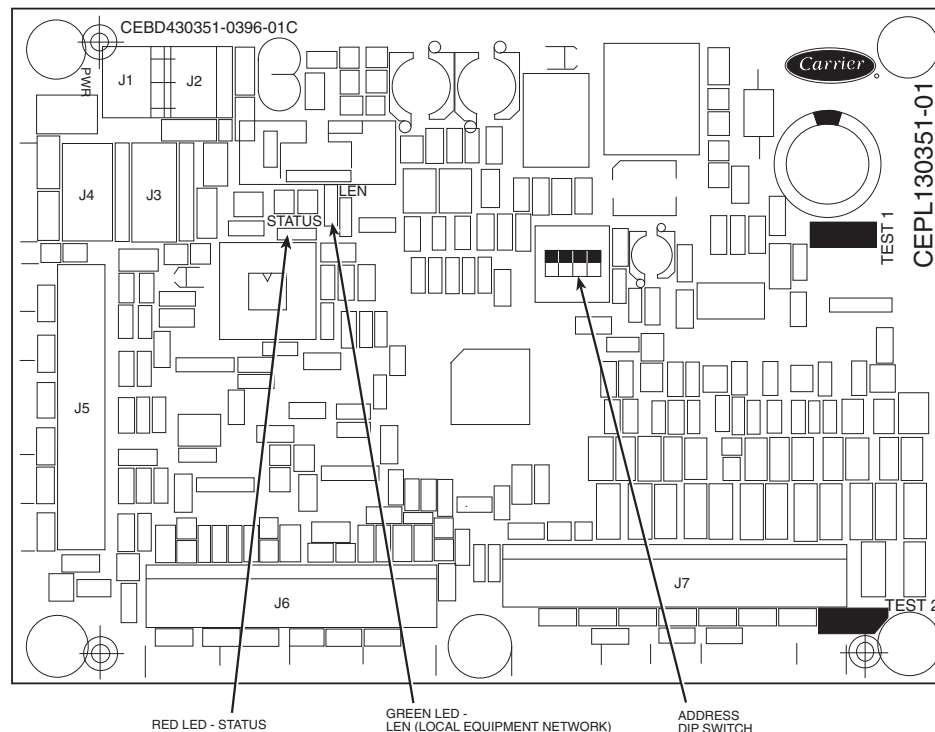 CEBD430351-0396-01C
PWR
J1
J2
Carrier
CEPL130351-01
J4
J3
LEN
STATUS
TEST 1
J5
J6
J7
TEST 2
RED LED - STATUS
GREEN LED -
LEN (LOCAL EQUIPMENT NETWORK)
ADDRESS
DIP SWITCH